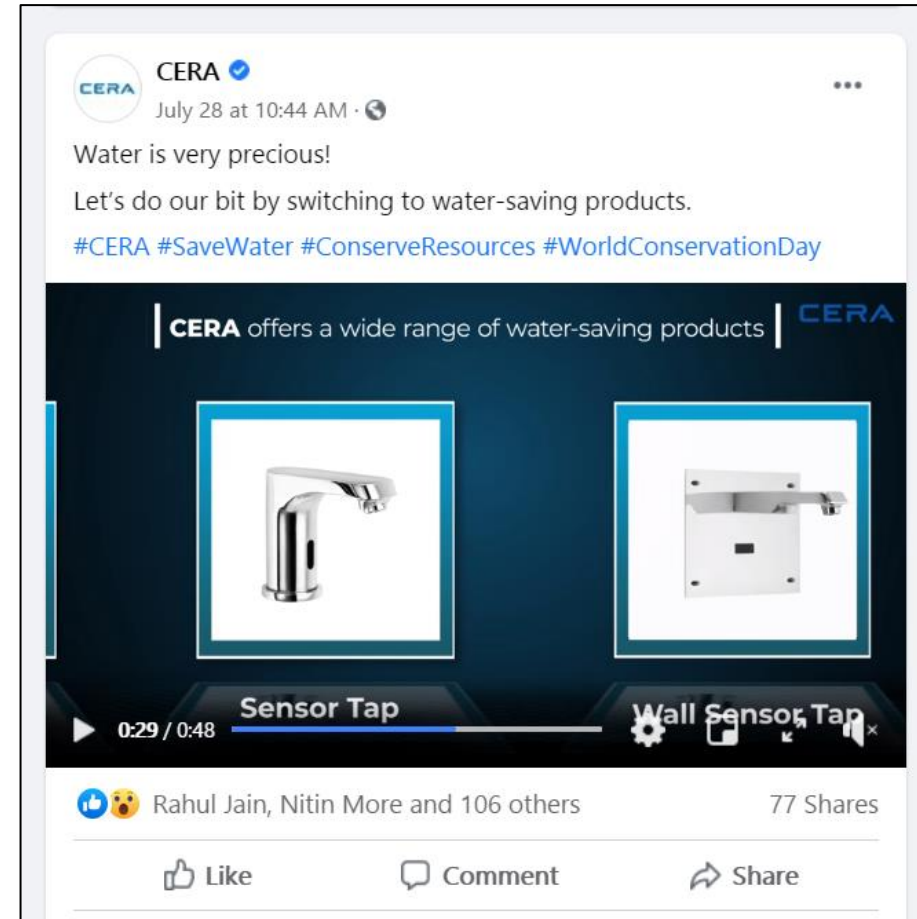 CERA
CERA
July 28 at 10:44 AM ·
Water is very precious!
Let's do our bit by switching to water-saving products.
#CERA #SaveWater #ConserveResources #WorldConservationDay
CERA offers a wide range of water-saving products
CERA
Sensor Tap
Wall Sensor Tap
0:29 / 0:48
Rahul Jain, Nitin More and 106 others
77 Shares
Like
Comment
Share